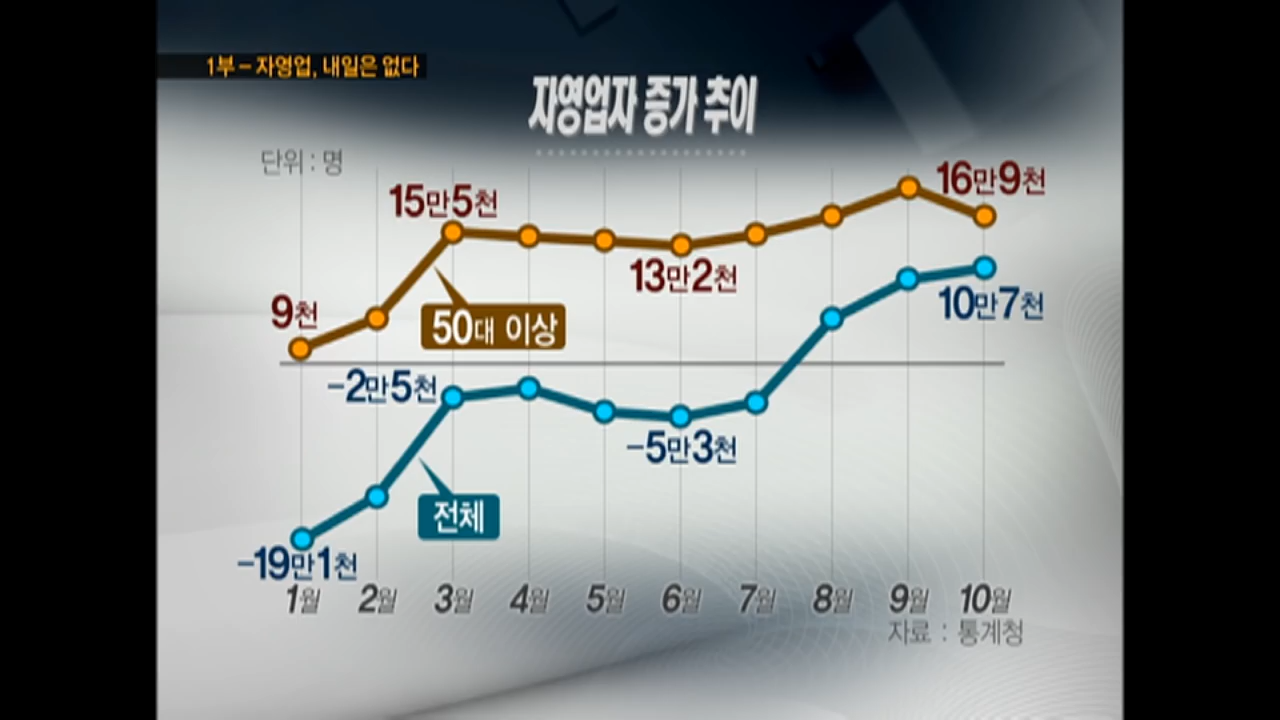 1부 – 자영업, 내일은 없다
자영업자 증가 추이
단위 : 명
16만 9천
15만 5천
13만 2천
9천
10만 7천
50대 이상
-2만 5천
-5만 3천
전체
-19만 1천
1월 2월 3월 4월 5월 6월 7월 8월 9월 10월
자료 : 통계청